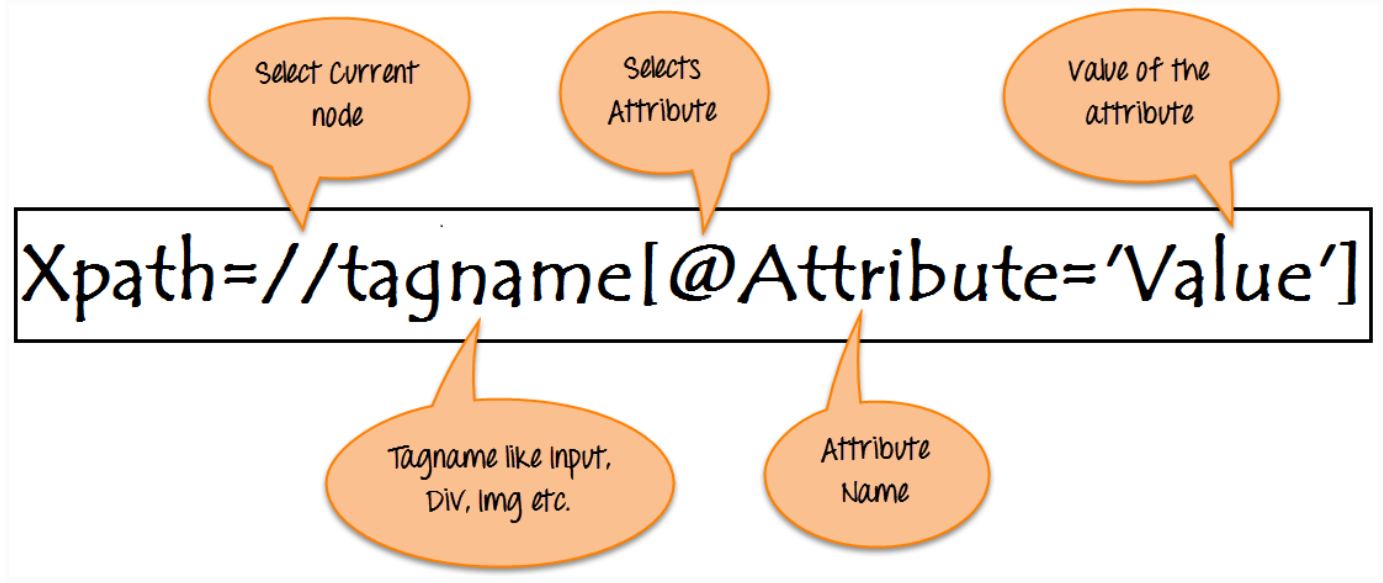 Select Current
node
Selects
Attribute
Value of the
attribute
Xpath=//tagname[@Attribute='Value']
Tagname like Input,
Div, Img etc.
Attribute
Name